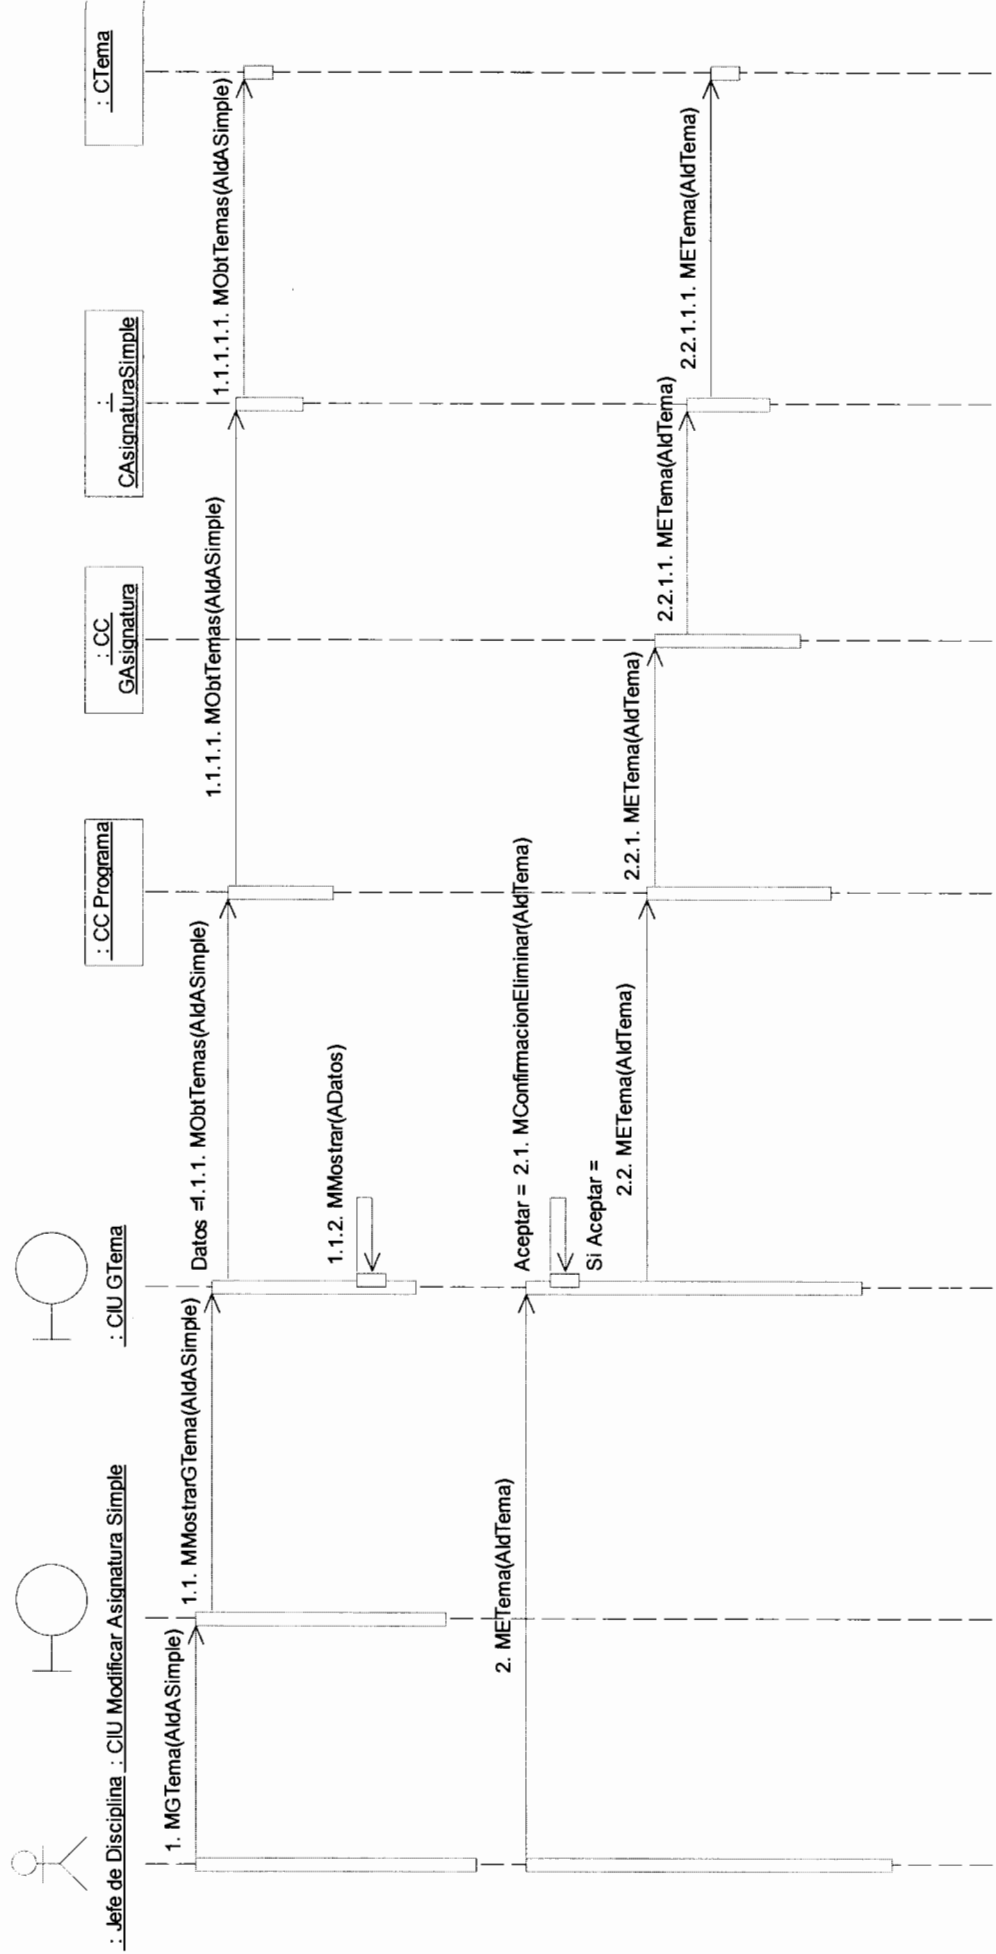 : Jefe de Disciplina
: CIU Modificar Asignatura Simple
: CIU GTema
: CC Programa
: CC
GAsignatura
:
CAsignaturaSimple
: CTema
1. MGTema(AIdASimple)
1.1. MMostrarGTema(AIdASimple)
Datos =1.1.1. MObtTemas(AIdASimple)
1.1.1.1. MObtTemas(AIdASimple)
1.1.1.1.1. MObtTemas(AIdASimple)
1.1.2. MMostrar(ADatos)
2. METema(AIdTema)
Aceptar = 2.1. MConfirmacionEliminar(AIdTema)
Si Aceptar =
2.2. METema(AIdTema)
2.2.1. METema(AIdTema)
2.2.1.1. METema(AIdTema)
2.2.1.1.1. METema(AIdTema)